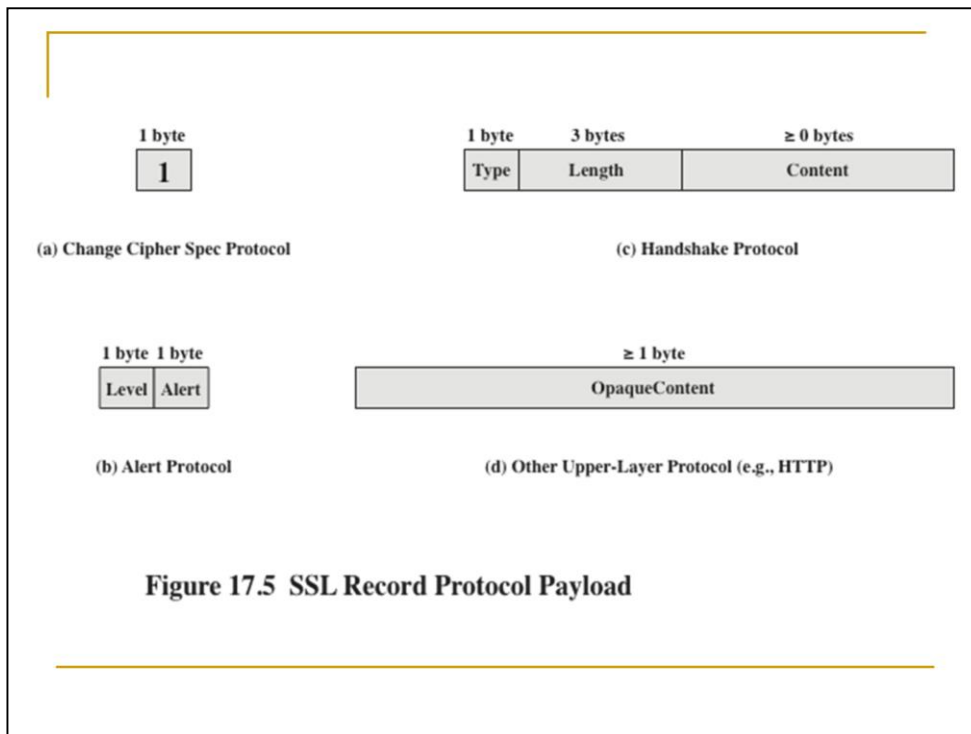 1 byte
1
(a) Change Cipher Spec Protocol
1 byte 3 bytes ≥ 0 bytes
Type Length Content
(c) Handshake Protocol
1 byte 1 byte
Level Alert
(b) Alert Protocol
≥ 1 byte
OpaqueContent
(d) Other Upper-Layer Protocol (e.g., HTTP)
Figure 17.5 SSL Record Protocol Payload